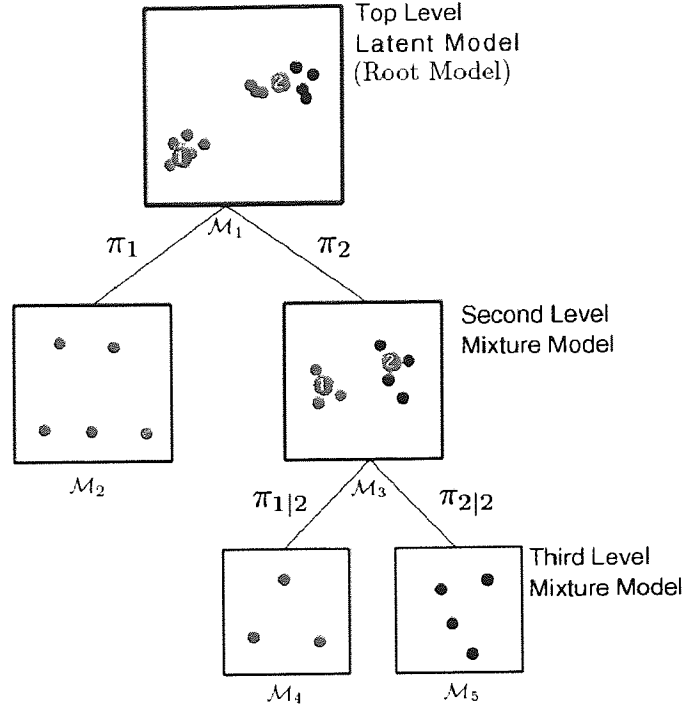 Top Level
Latent Model
(Root Model)
2
1
π₁
M₁
π₂
Second Level
Mixture Model
2
1
M₂
π₁|₂
M₃
π₂|₂
Third Level
Mixture Model
M₄
M₅